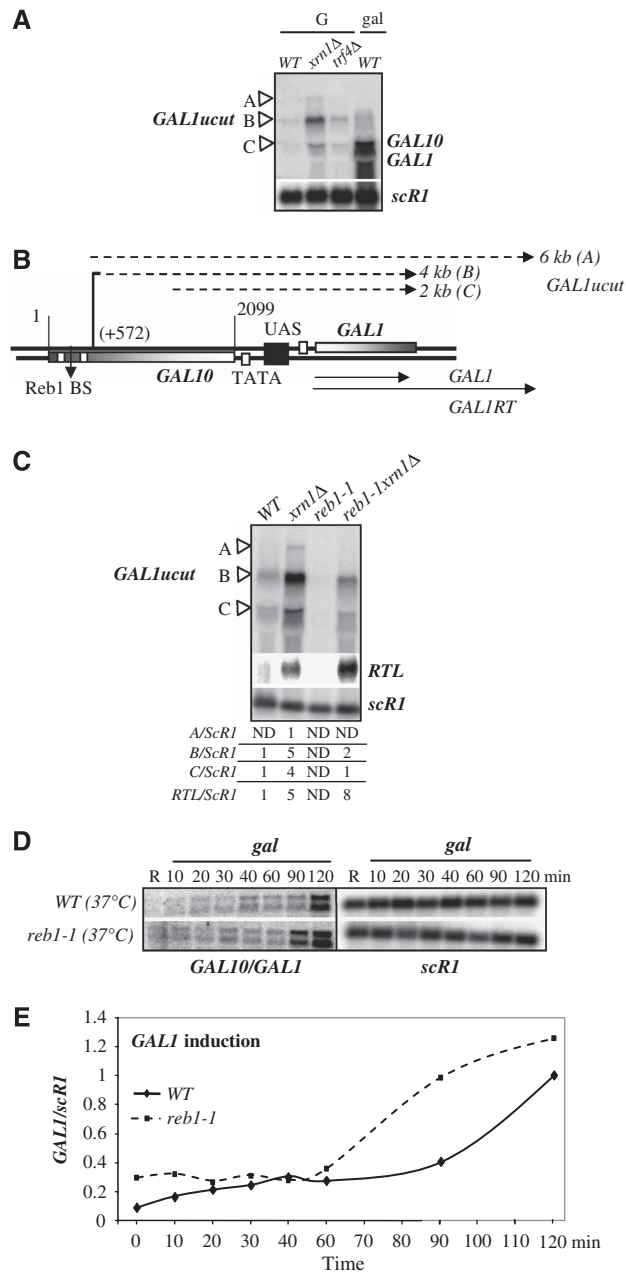 A
G gal
WT xrn1Δ trf4Δ WT
A
GAL1ucut B
C
GAL10
GAL1
scR1
B
6 kb (A)
4 kb (B)
2 kb (C)
GAL1ucut
1 2099
(+572)
UAS GAL1
GAL10
TATA
Reb1 BS
GAL1
GAL1RT
C
WT xrn1Δ reb1-1 reb1-1xrn1Δ
A
GAL1ucut B
C
RTL
scR1
A/ScR1 ND 1 ND ND
B/ScR1 1 5 ND 2
C/ScR1 1 4 ND 1
RTL/ScR1 1 5 ND 8
D
gal gal
R 10 20 30 40 60 90 120 R 10 20 30 40 60 90 120 min
WT (37°C)
reb1-1 (37°C)
GAL10/GAL1 scR1
E
GAL1 induction
WT
reb1-1
GAL1/scR1
1.4
1.2
1
0.8
0.6
0.4
0.2
0
0 10 20 30 40 60 90 100 110 120 min
Time